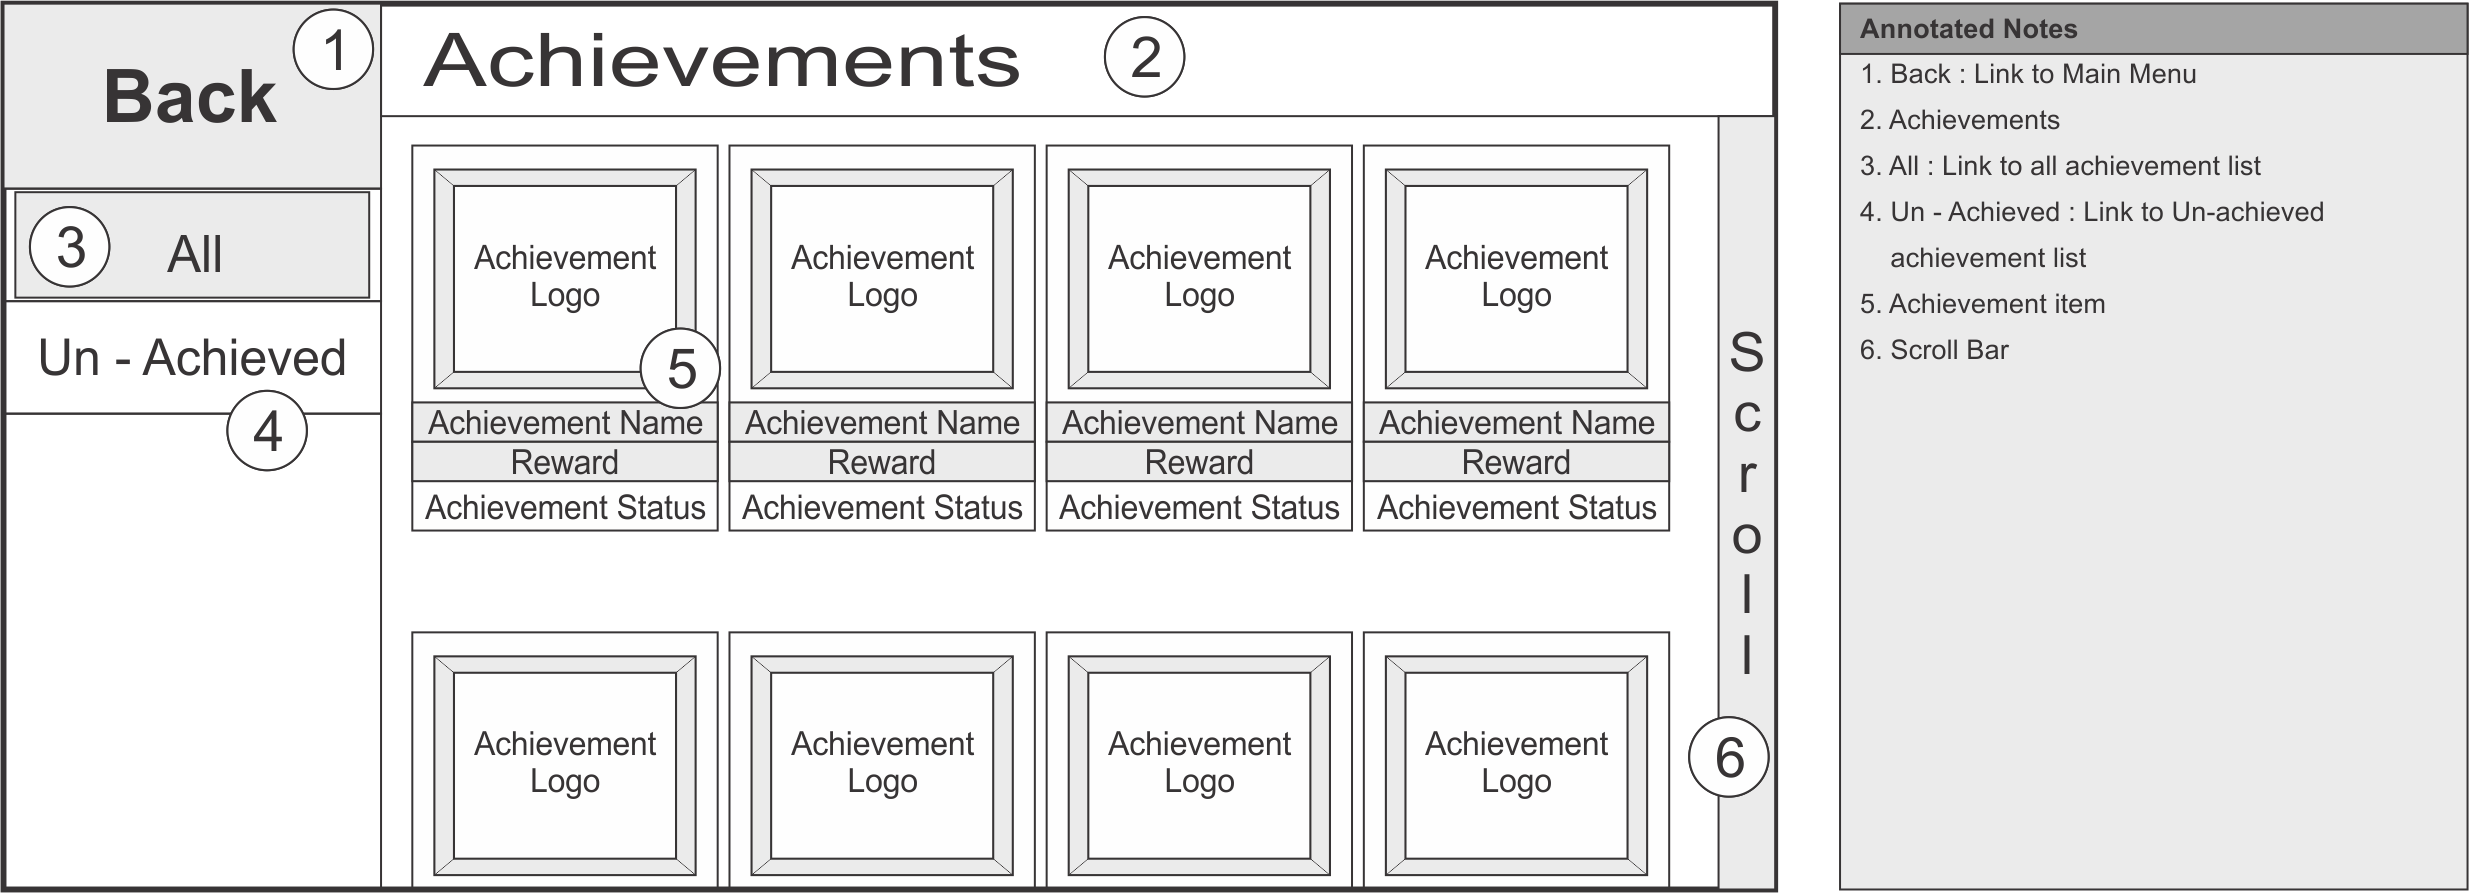 Back
1
Achievements
2
3
All
Un - Achieved
4
Achievement Logo
Achievement Logo
Achievement Logo
Achievement Logo
5
Achievement Name
Achievement Name
Achievement Name
Achievement Name
Reward
Reward
Reward
Reward
Achievement Status
Achievement Status
Achievement Status
Achievement Status
Achievement Logo
Achievement Logo
Achievement Logo
Achievement Logo
Scroll
6
Annotated Notes
1. Back : Link to Main Menu
2. Achievements
3. All : Link to all achievement list
4. Un - Achieved : Link to Un-achieved
achievement list
5. Achievement item
6. Scroll Bar